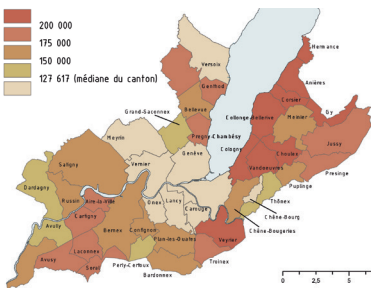 200 000
175 000
150 000
127 617 (médiane du canton)
Hermance
Versoix
Anières
Genthod
Corsier
Grand-Saconnex
Bellevue
Collonge-Bellerive
Meinier
Gy
Meyrin
Pregny-Chambésy
Jussy
Cologny
Choulex
Satigny
Vernier
Genève
Vandoeuvres
Presinge
Puplinge
Dardagny
Russin
Aire-la-Ville
Onex
Lancy
Thônex
Cartigny
Carouge
Chêne-Bourg
Avully
Bernex
Confignon
Chêne-Bougeries
Plan-les-Ouates
Veyrier
Laconnex
Avusy
Soral
Perly-Certoux
Troinex
Bardonnex
0
2,5
5